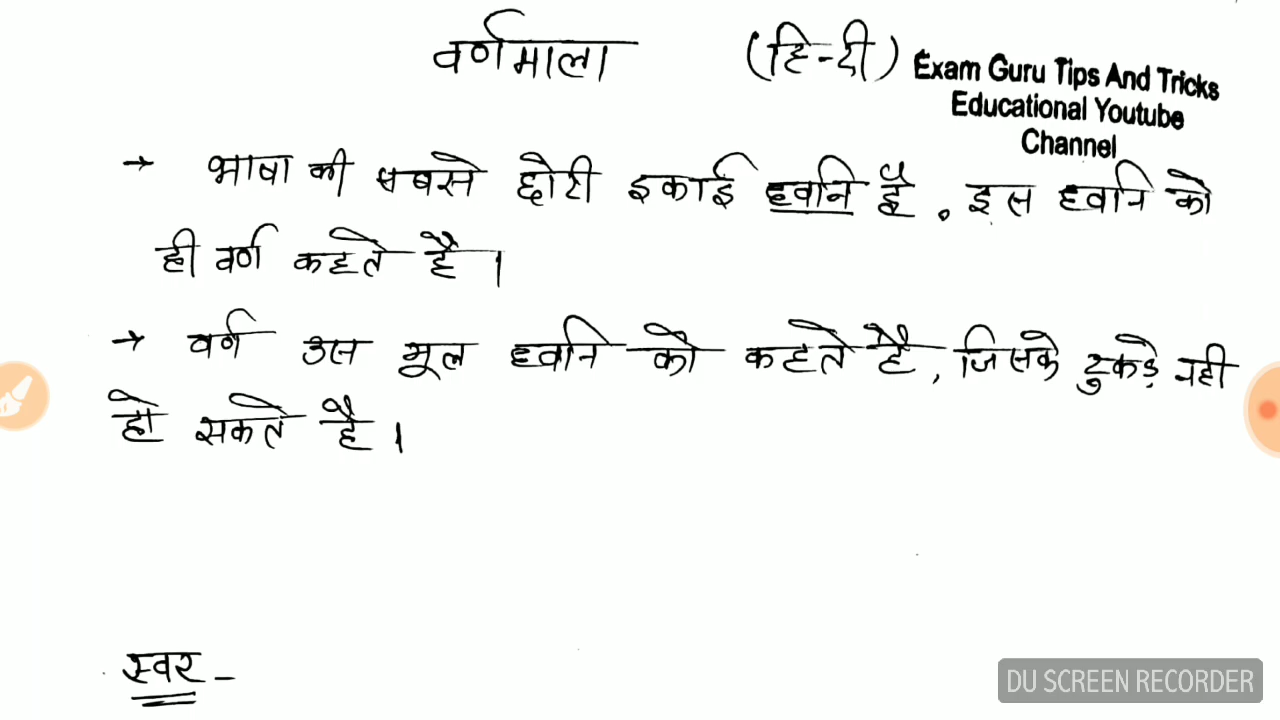 वर्णमाला (हिन्दी)
Exam Guru Tips And Tricks
Educational Youtube
Channel
→ भाषा की सबसे छोटी इकाई ध्वनि है . इस ध्वनि को
ही वर्ण कहते है ।
→ वर्ण उस मूल ध्वनि को कहते है , जिसके टुकड़े नही
हो सकते है ।
स्वर -
DU SCREEN RECORDER